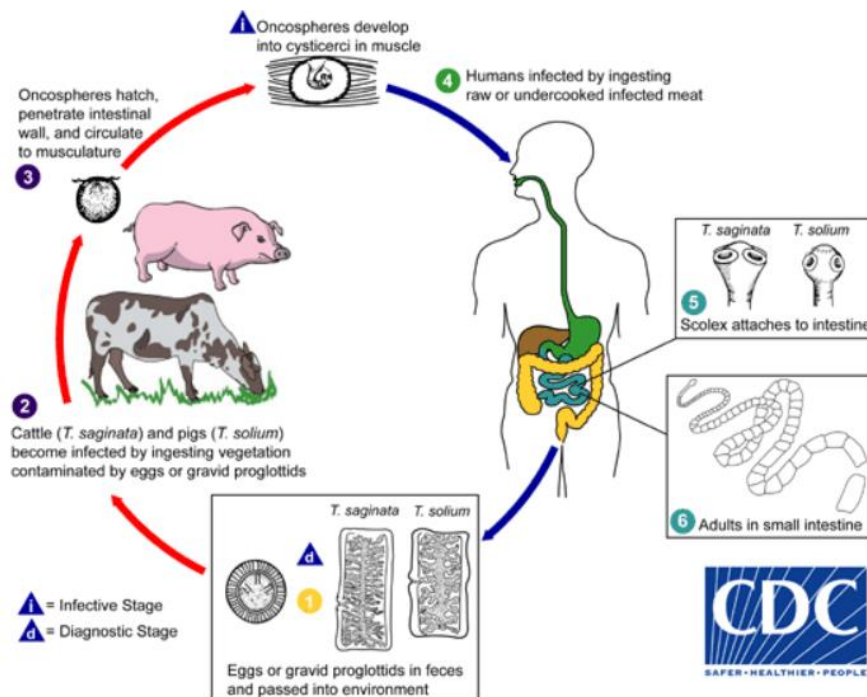 i
Oncospheres develop
into cysticerci in muscle
4
Humans infected by ingesting
raw or undercooked infected meat
Oncospheres hatch,
penetrate intestinal
wall, and circulate
to musculature
3
T. saginata T. solium
5
Scolex attaches to intestine
2
Cattle (T. saginata) and pigs (T. solium)
become infected by ingesting vegetation
contaminated by eggs or gravid proglottids
6 Adults in small intestine
T. saginata T. solium
d
1
Eggs or gravid proglottids in feces
and passed into environment
i = Infective Stage
d = Diagnostic Stage
CDC
SAFER·HEALTHIER·PEOPLE